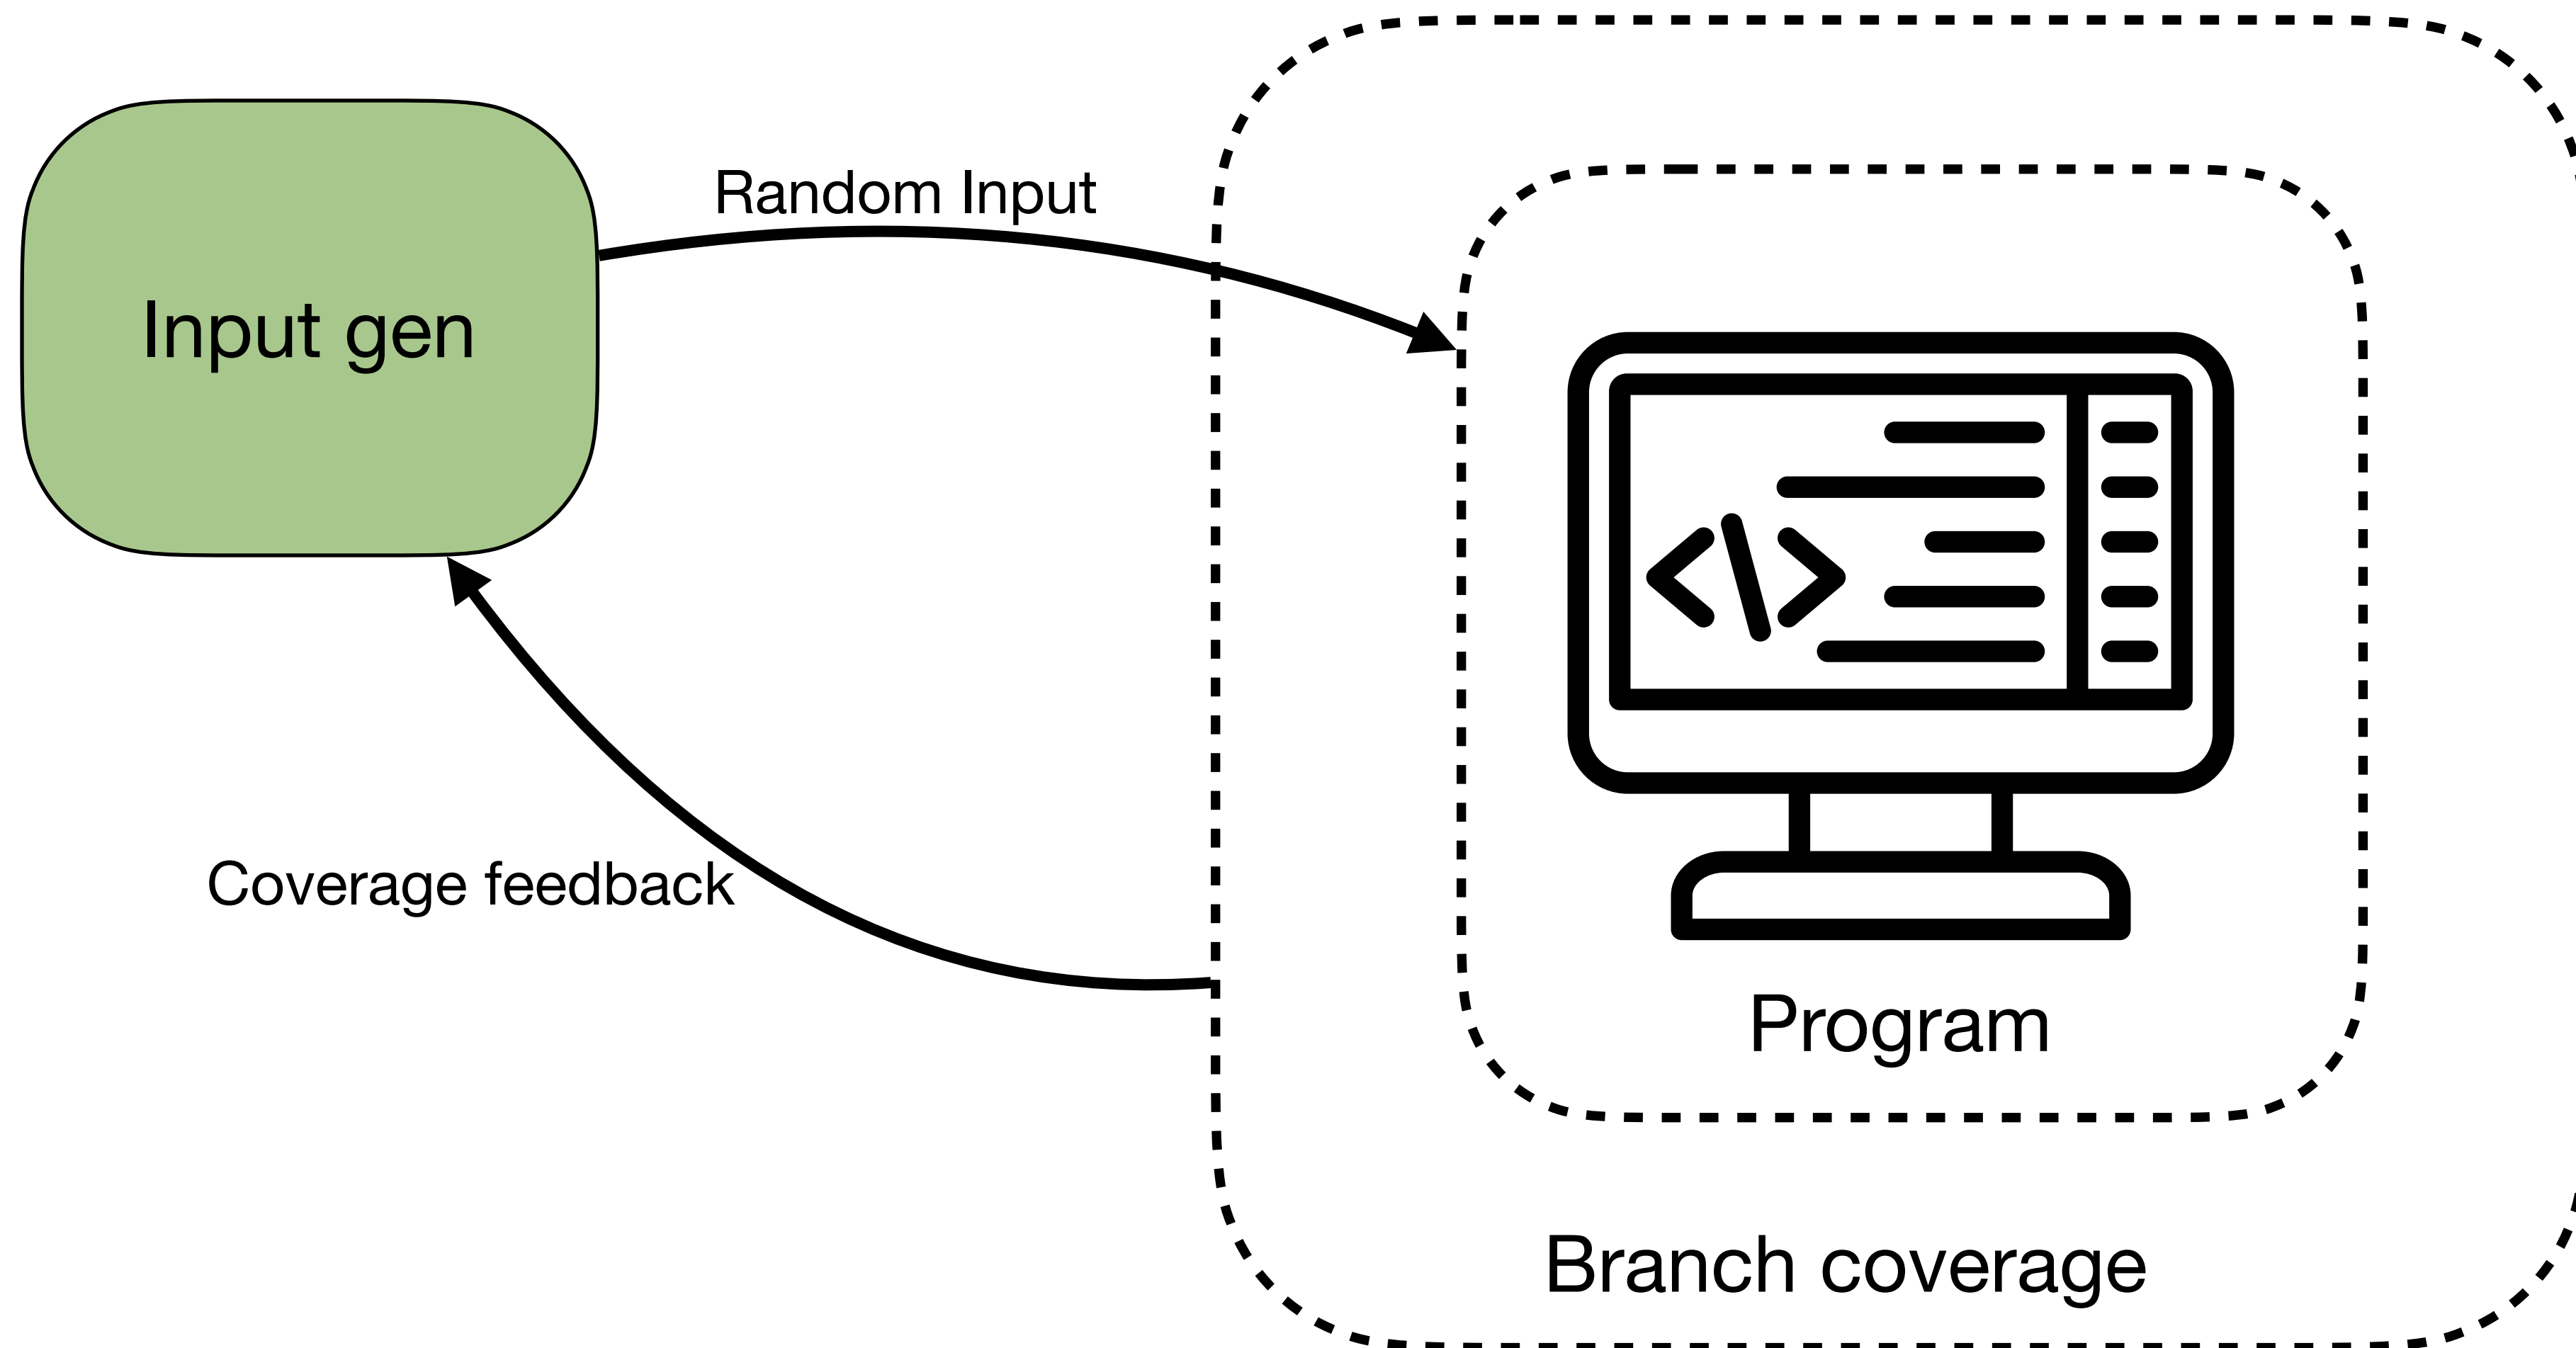 Random Input
Input gen
Coverage feedback
Program
Branch coverage